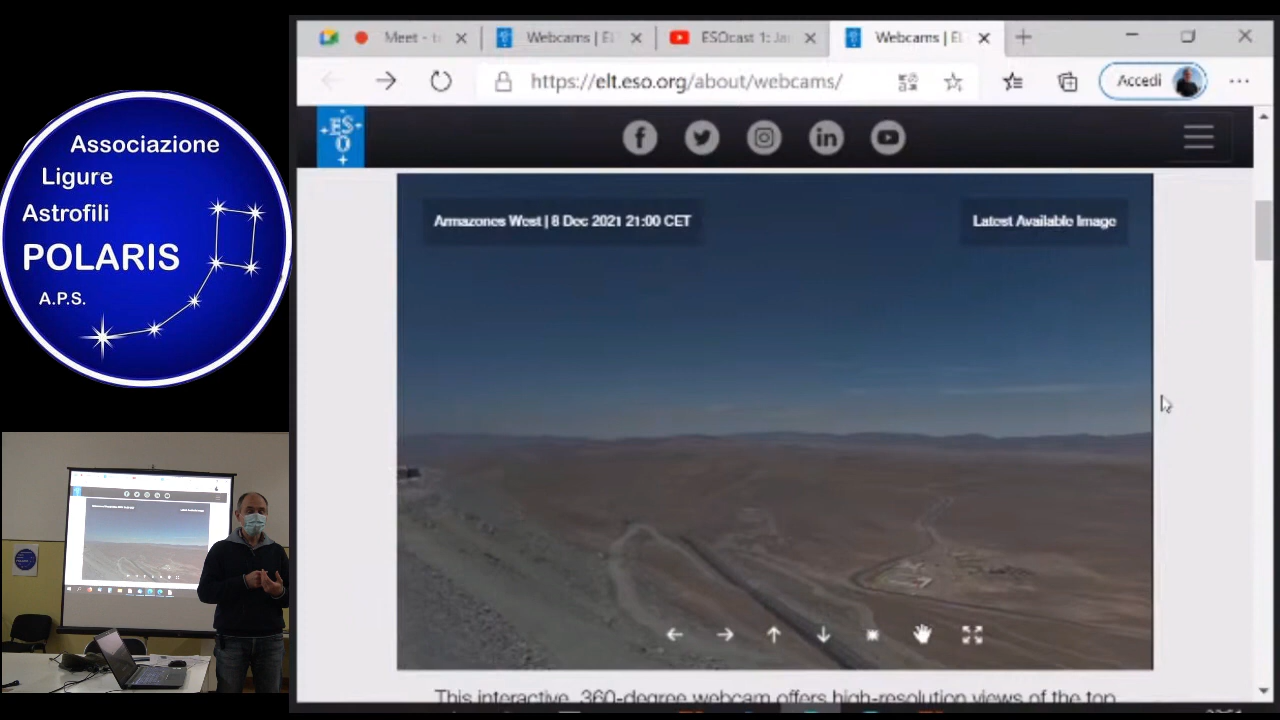 Associazione
Ligure
Astrofili
POLARIS
A.P.S.
Meet - t
Webcams | EL
ESOcast 1: Ja
Webcams | EL
https://elt.eso.org/about/webcams/
Accedi
ESO
Armazones West | 8 Dec 2021 21:00 CET
Latest Available Image
This interactive, 360-degree webcam offers high-resolution views of the top